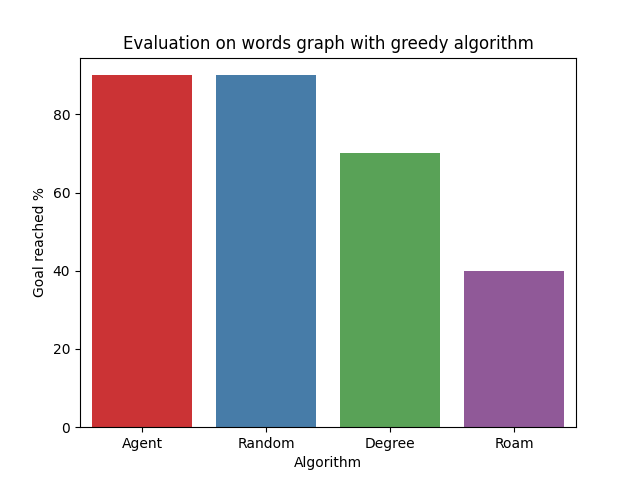 Evaluation on words graph with greedy algorithm
Goal reached %
80
60
40
20
0
Agent Random Degree Roam
Algorithm